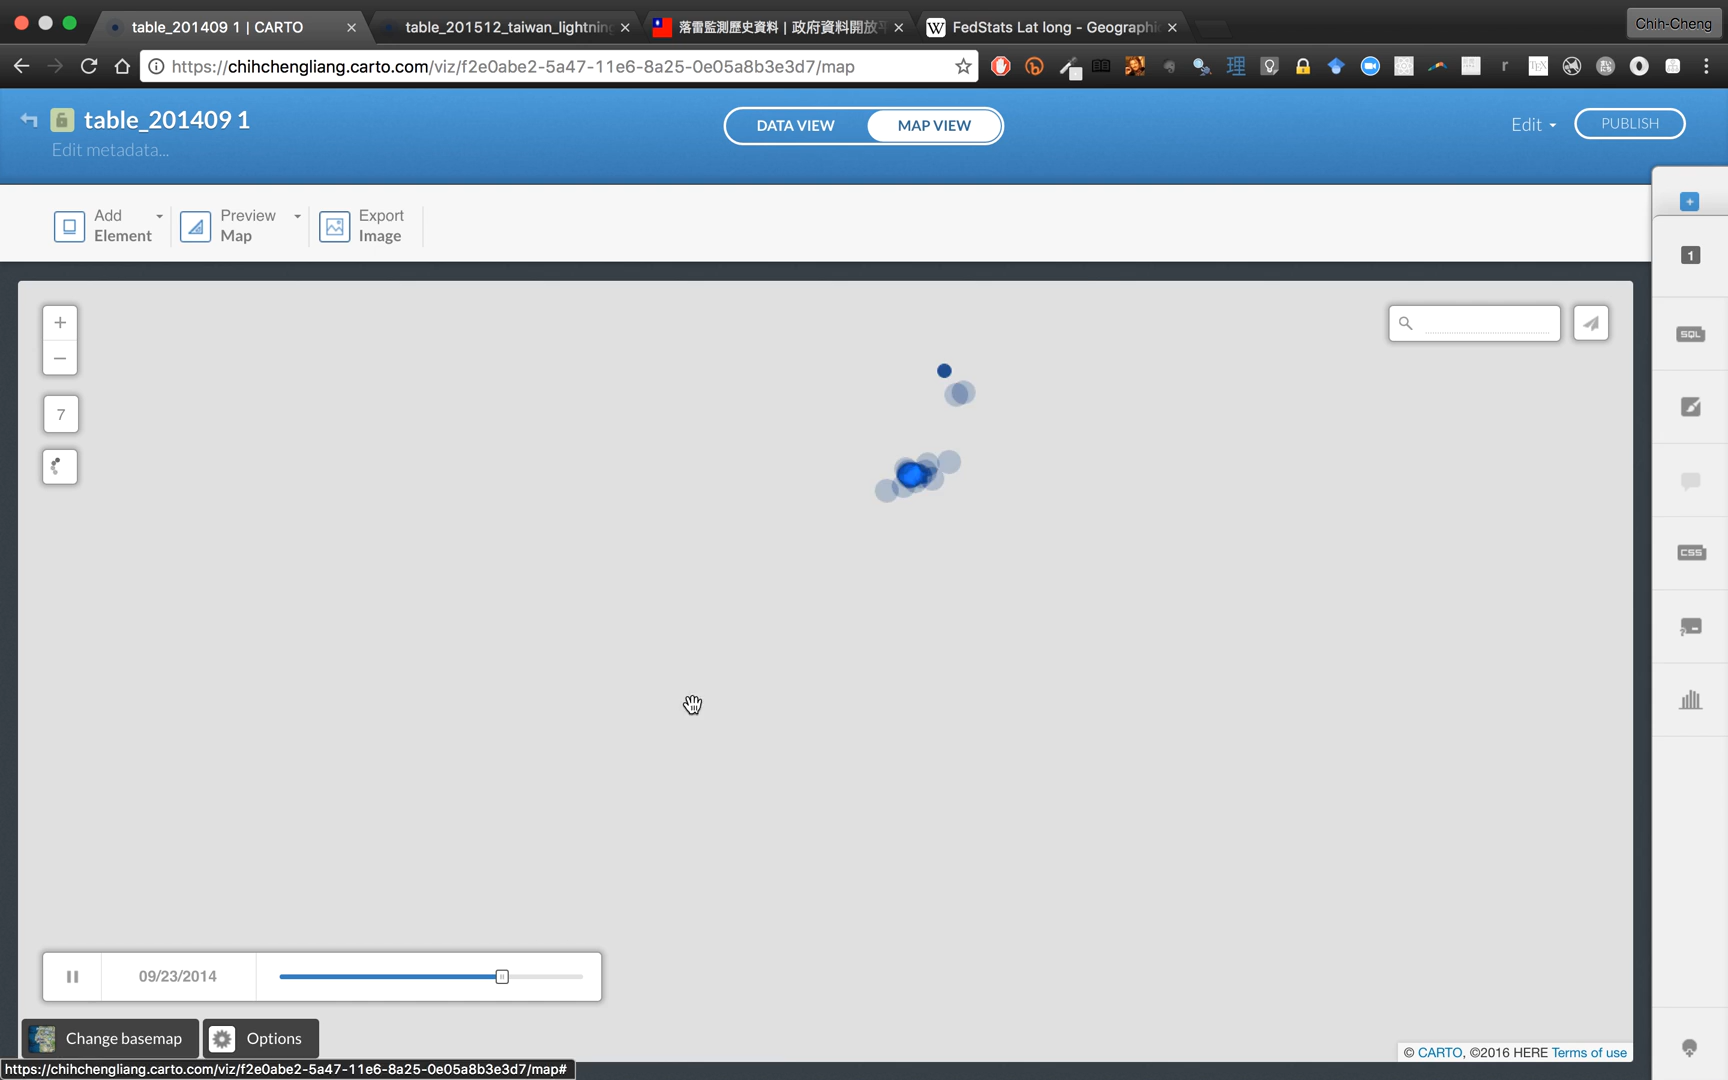 table_201409 1 | CARTO
table_201512_taiwan_lightning
落雷監測歷史資料 | 政府資料開放平
FedStats Lat long - Geographic
Chih-Cheng
https://chihchengliang.carto.com/viz/f2e0abe2-5a47-11e6-8a25-0e05a8b3e3d7/map
table_201409 1
Edit metadata...
DATA VIEW
MAP VIEW
Edit
PUBLISH
Add
Element
Preview
Map
Export
Image
1
SQL
CSS
7
09/23/2014
Change basemap
Options
© CARTO, ©2016 HERE Terms of use
https://chihchengliang.carto.com/viz/f2e0abe2-5a47-11e6-8a25-0e05a8b3e3d7/map#